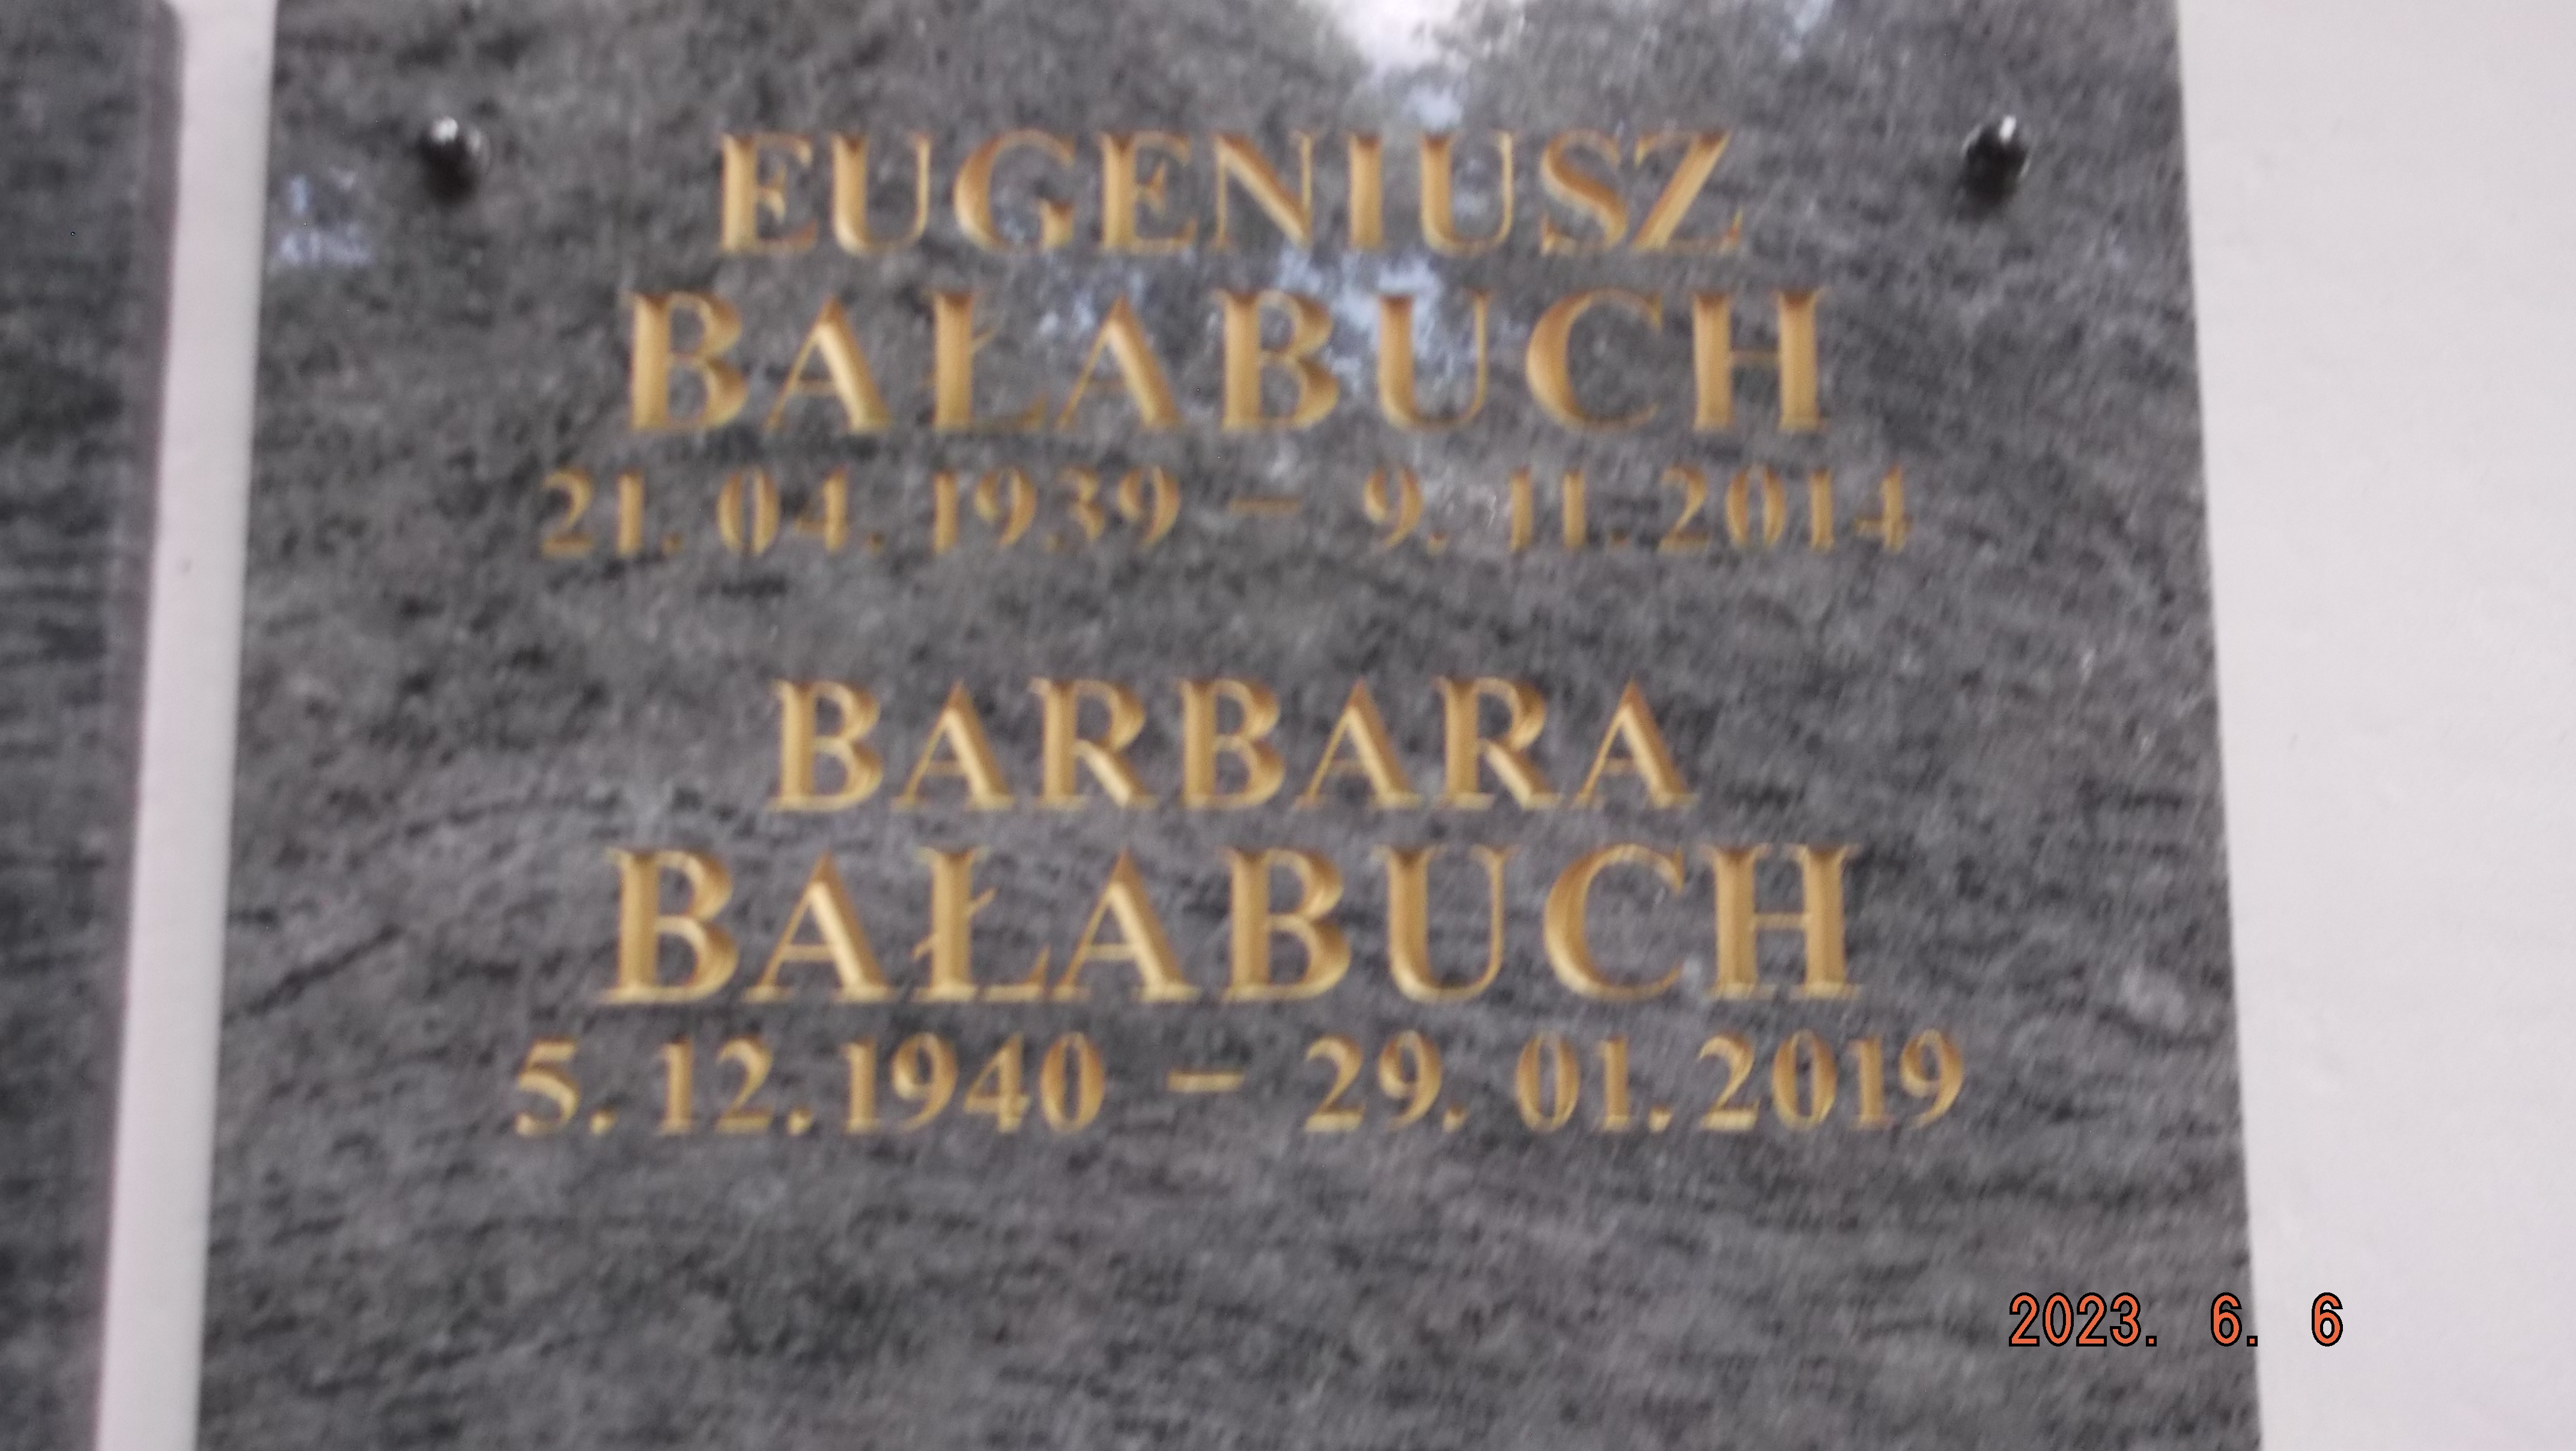 EUGENIUSZ
BAŁABUCH
21. 04. 1939 – 9. 11. 2014
BARBARA
BAŁABUCH
5. 12. 1940 – 29. 01. 2019
2023. 6. 6